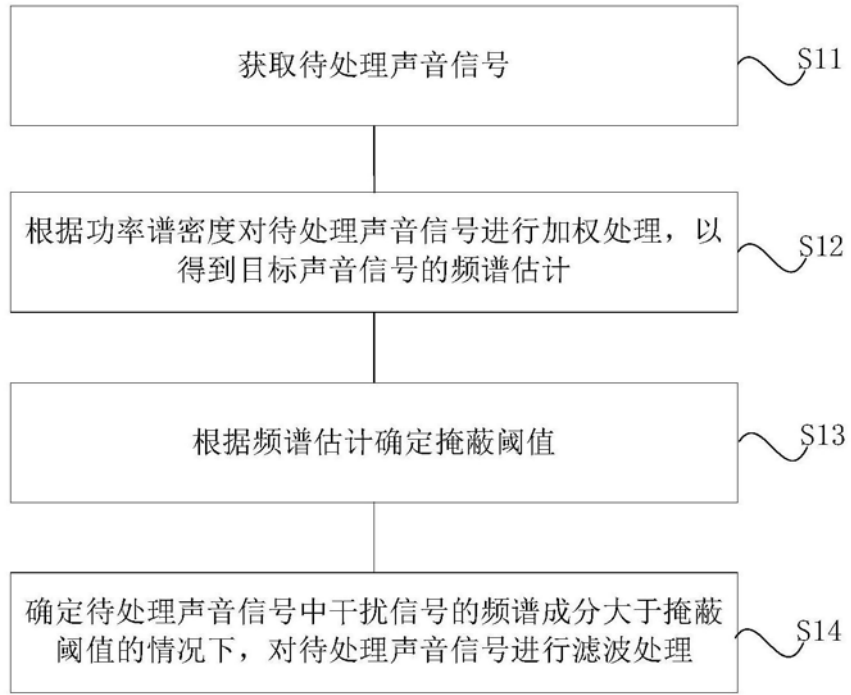 获取待处理声音信号
S11
根据功率谱密度对待处理声音信号进行加权处理，以
得到目标声音信号的频谱估计
S12
根据频谱估计确定掩蔽阈值
S13
确定待处理声音信号中干扰信号的频谱成分大于掩蔽
阈值的情况下，对待处理声音信号进行滤波处理
S14